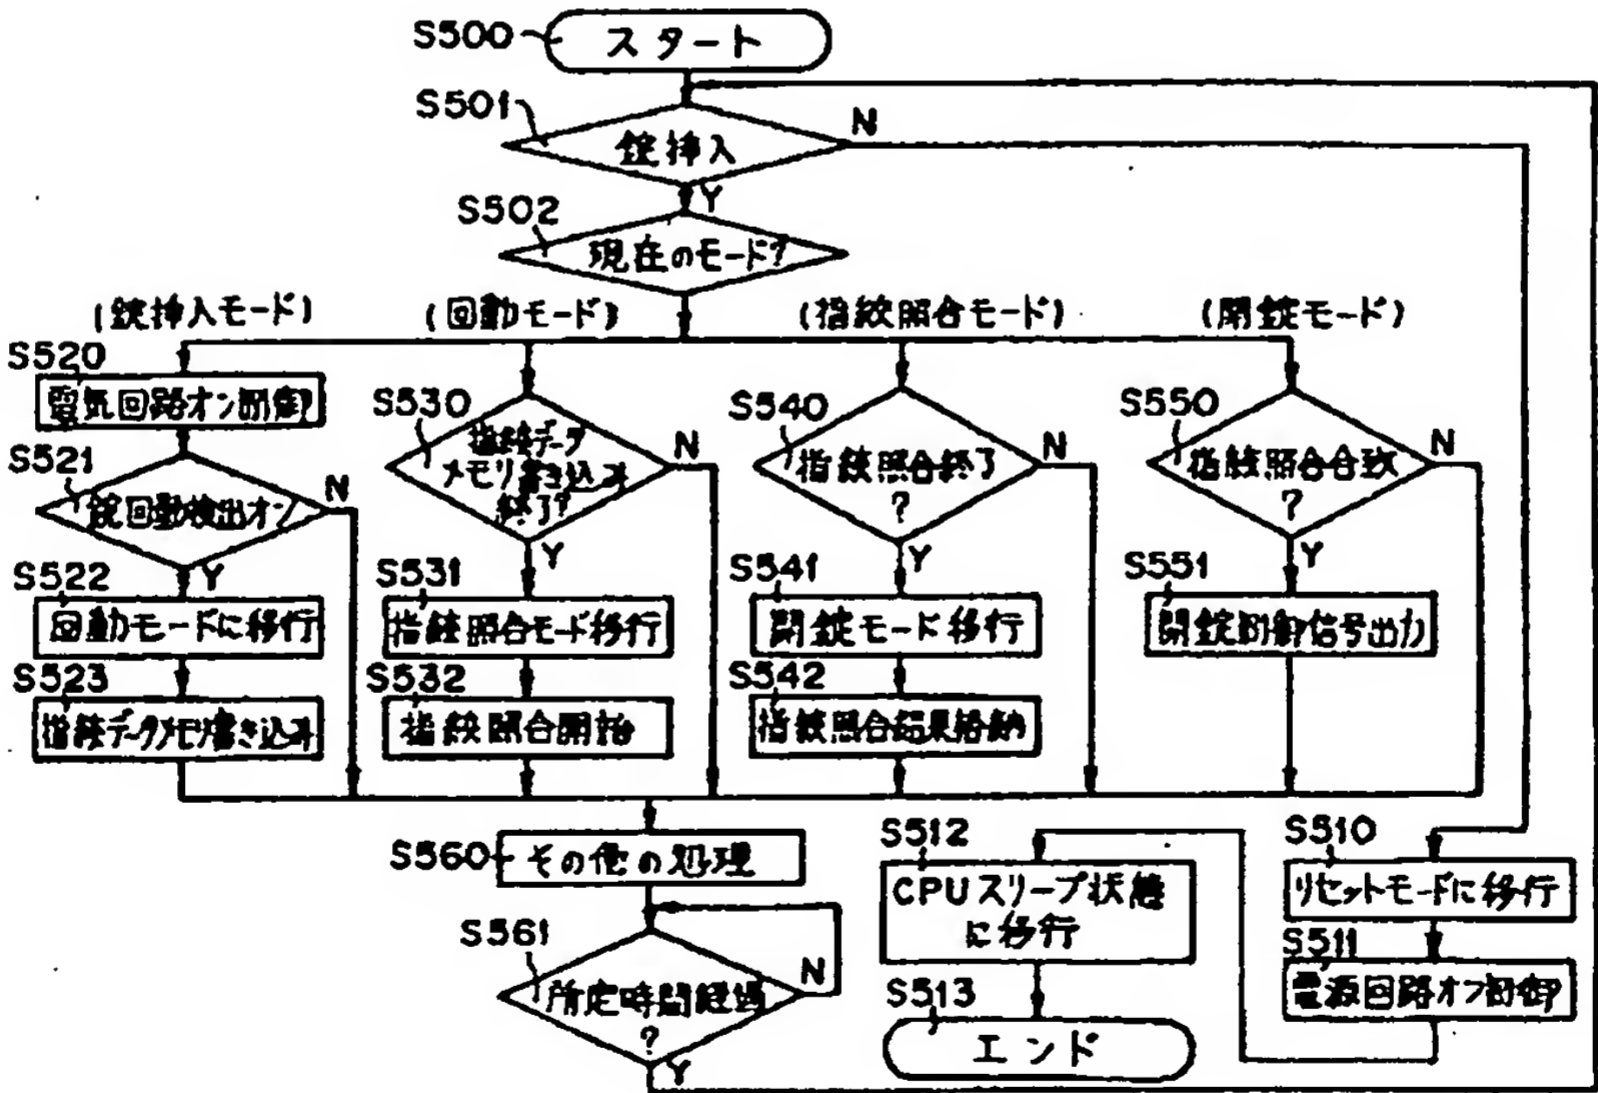 S500
スタート
S501
錠挿入
N
Y
S502
現在のモード?
(錠挿入モード)
(回動モード)
(指紋照合モード)
(閉錠モード)
S520
電気回路オン制御
S521
錠回動検出オン
N
Y
S522
回動モードに移行
S523
指紋データメモリ書き込み
S530
指紋データ
メモリ書き込み
終了?
N
Y
S531
指紋照合モード移行
S532
指紋照合開始
S540
指紋照合終了
?
N
Y
S541
閉錠モード移行
S542
指紋照合結果格納
S550
指紋照合合致
?
N
Y
S551
閉錠制御信号出力
S560
その他の処理
S561
所定時間経過
?
N
Y
S512
CPUスリープ状態
に移行
S513
エンド
S510
リセットモードに移行
S511
電源回路オフ制御